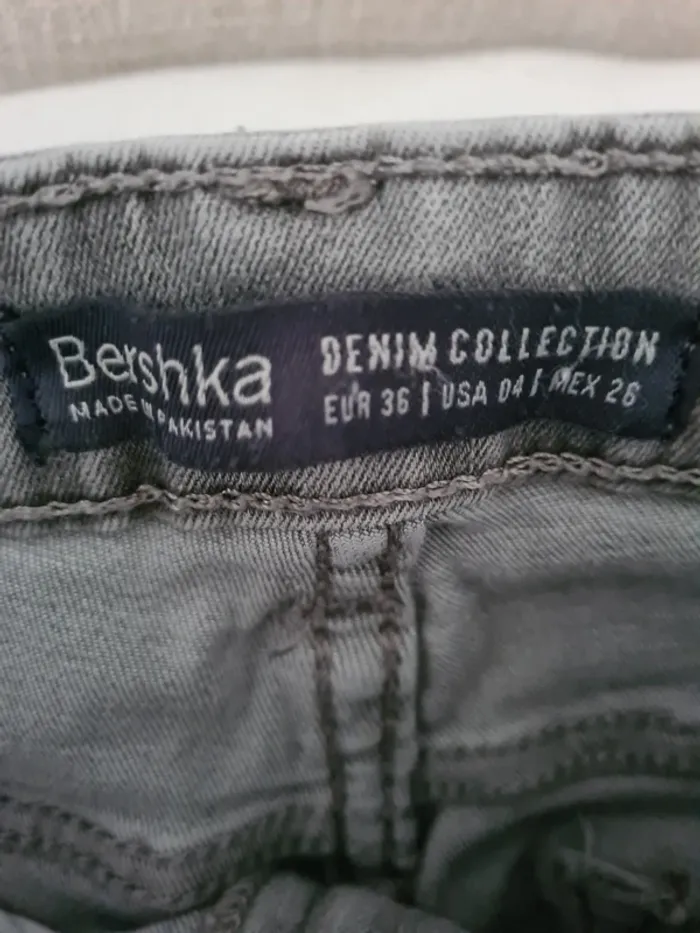 Bershka
MADE IN PAKISTAN
DENIM COLLECTION
EUR 36 | USA 04 | MEX 26